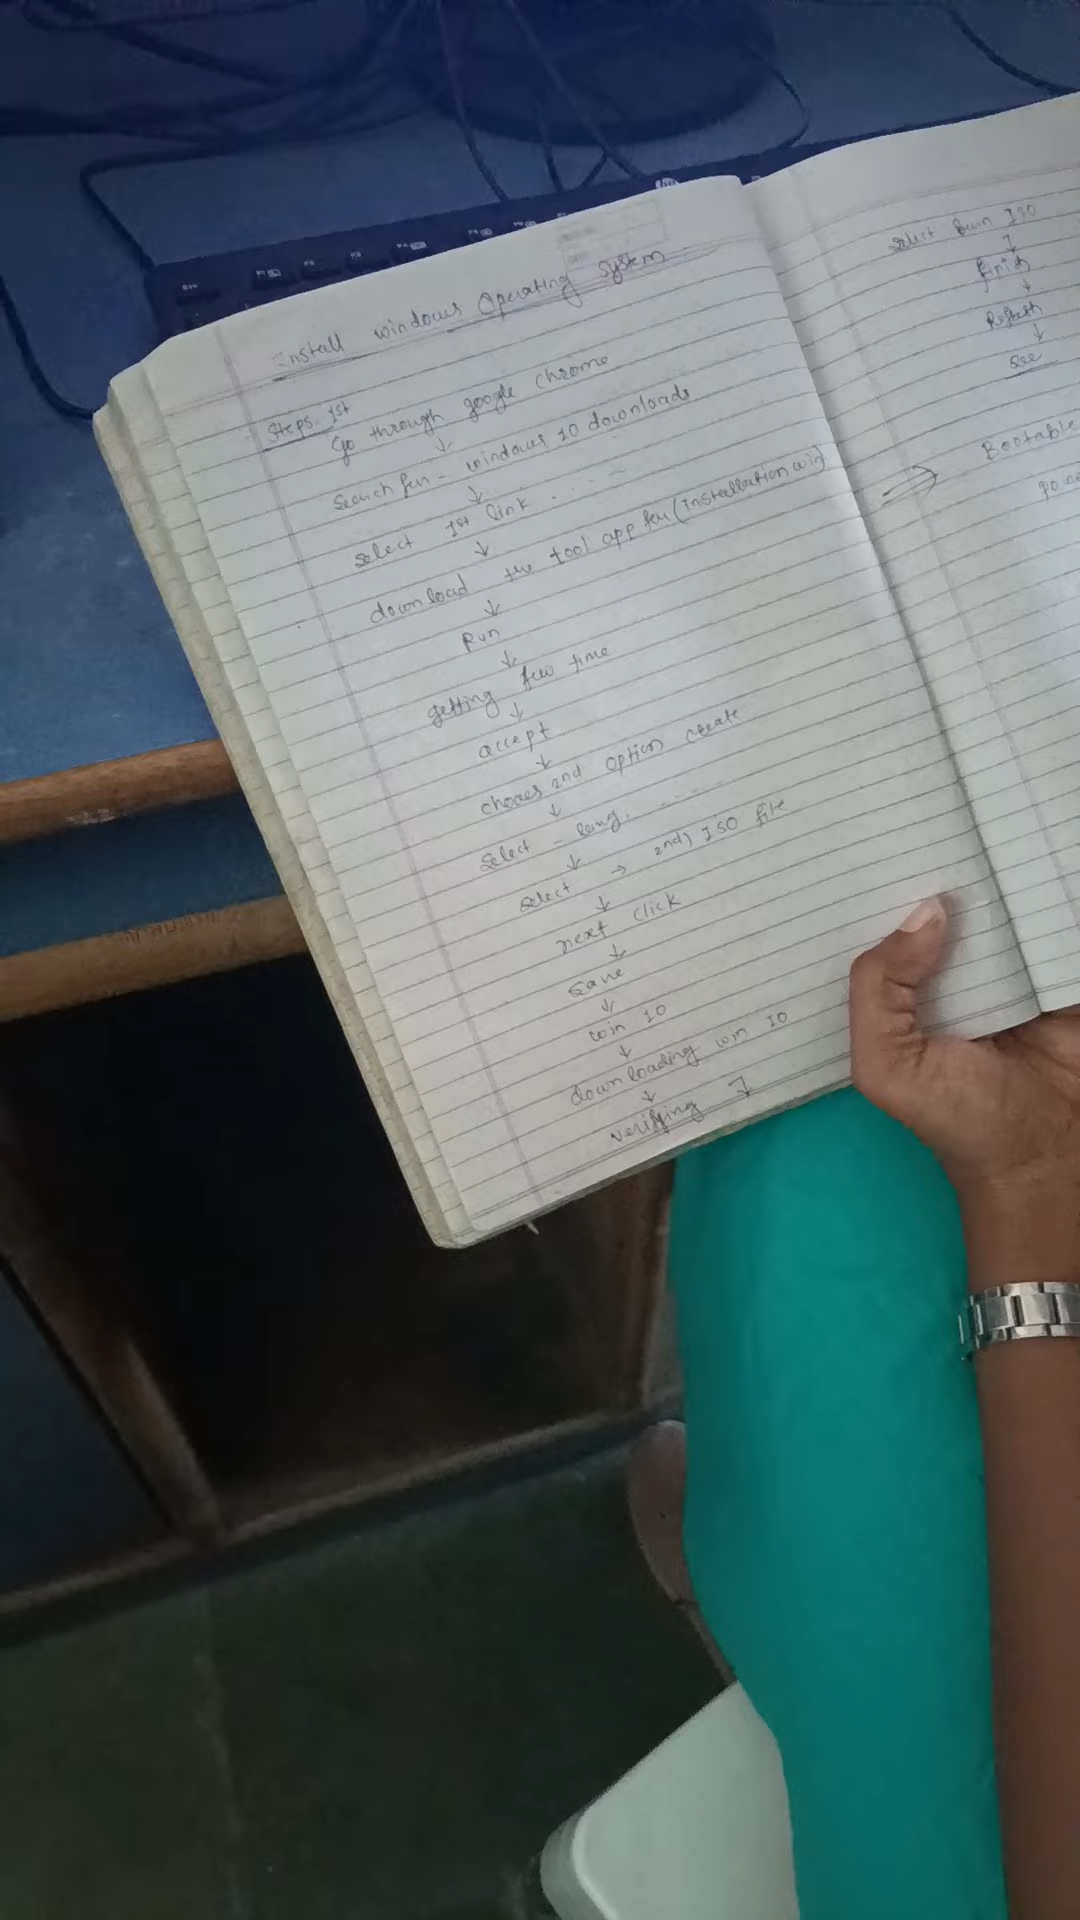 Install windows Operating System
Steps. 1st
Go through google chrome
↓
Search for - windows 10 downloads
↓
select 1st link . . . . —
↓
download the tool app for (Installation win)
↓
Run
↓
getting few time
↓
accept
↓
choose 2nd option create
↓
Select - lang. . . . . .
↓
select → 2nd) ISO file
↓
next click
↓
save
↓
win 10
↓
downloading win 10
↓
verifying ↓
Select burn ISO
↓
finish
↓
Refresh
↓
See
⇒ Bootable